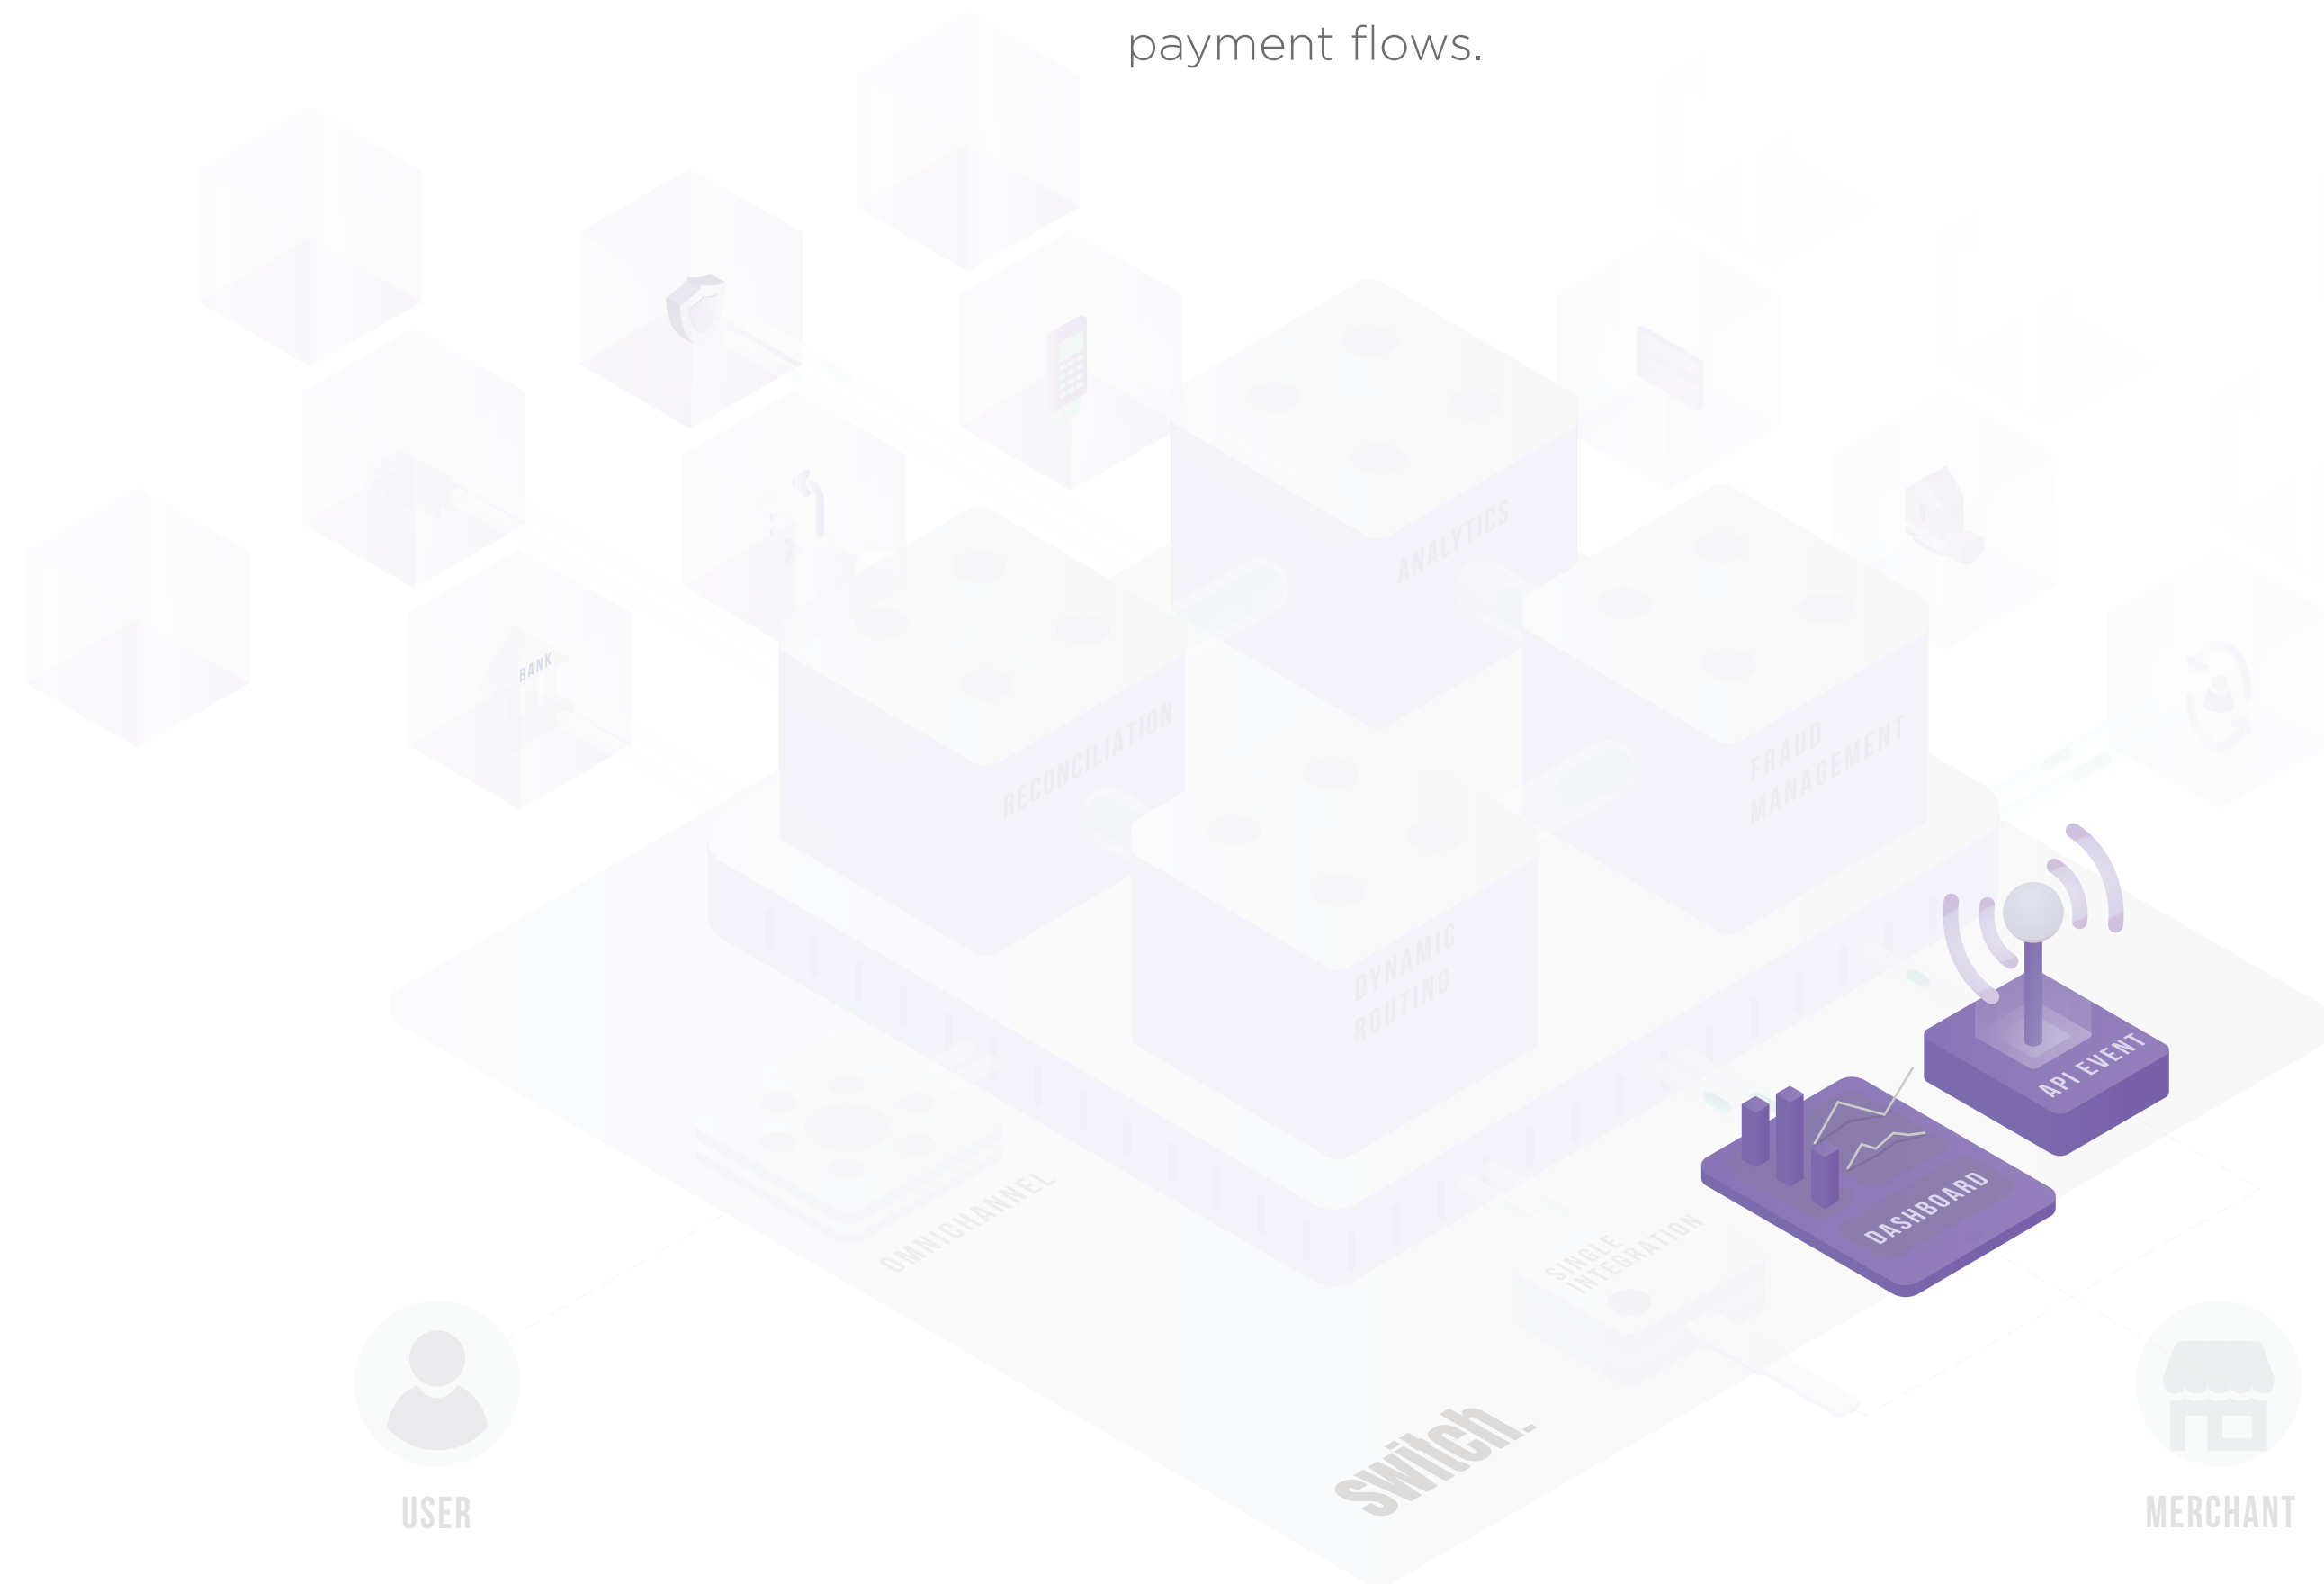 payment flows.
ANALYTICS
BANK
RECONCILIATION
FRAUD
MANAGEMENT
DYNAMIC
ROUTING
API EVENT
DASHBOARD
OMNICHANNEL
SINGLE
INTEGRATION
switch.
USER
MERCHANT